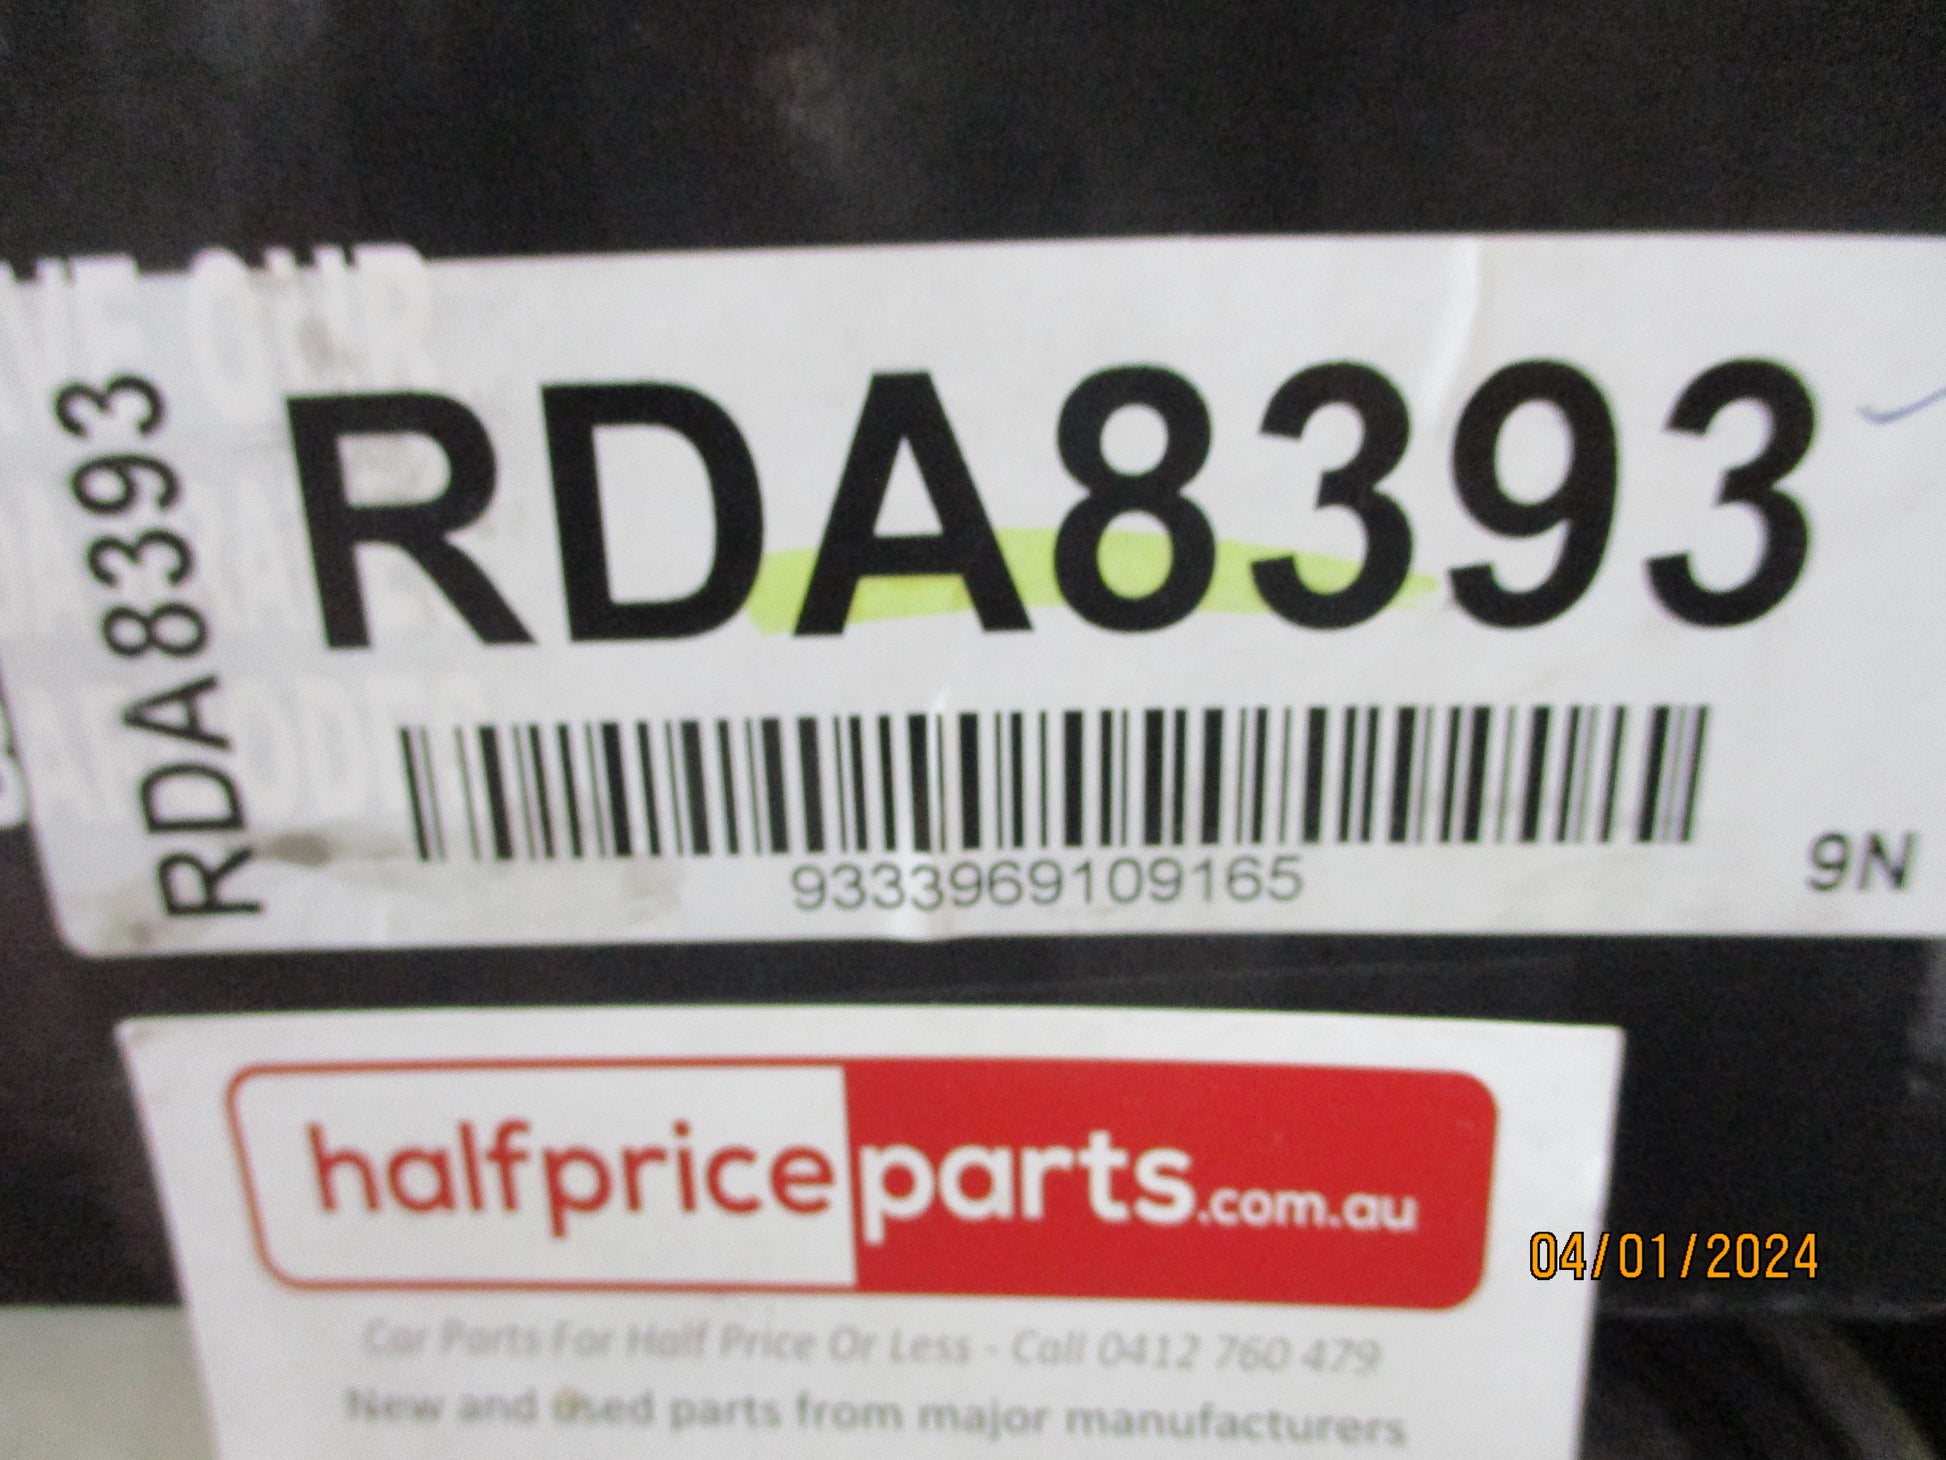 RDA8393
RDA8393
9333969109165
9N
halfpriceparts.com.au
04/01/2024
Car Parts For Half Price Or Less - Call 0412 760 479
New and Used parts from major manufacturers